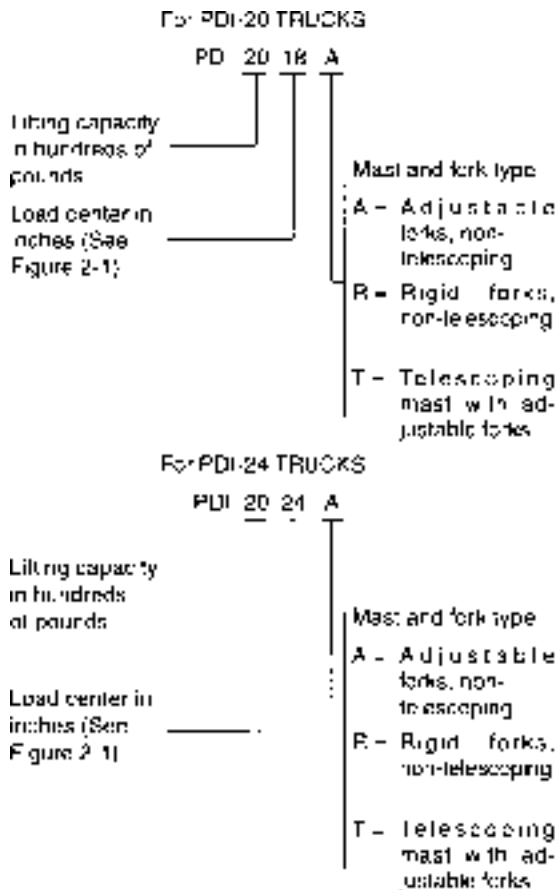 For PDI-20 TRUCKS
PD 20 18 A
Lifting capacity
in hundreds of
pounds
Load center in
inches (See
Figure 2-1)
Mast and fork type
A – Adjustable
forks, non-
telescoping
R – Rigid forks,
non-telescoping
T – Telescoping
mast with ad-
justable forks
For PDI-24 TRUCKS
PDI 20 24 A
Lifting capacity
in hundreds
of pounds
Load center in
inches (See
Figure 2-1)
Mast and fork type
A – Adjustable
forks, non-
telescoping
R – Rigid forks,
non-telescoping
T – Telescoping
mast with ad-
justable forks